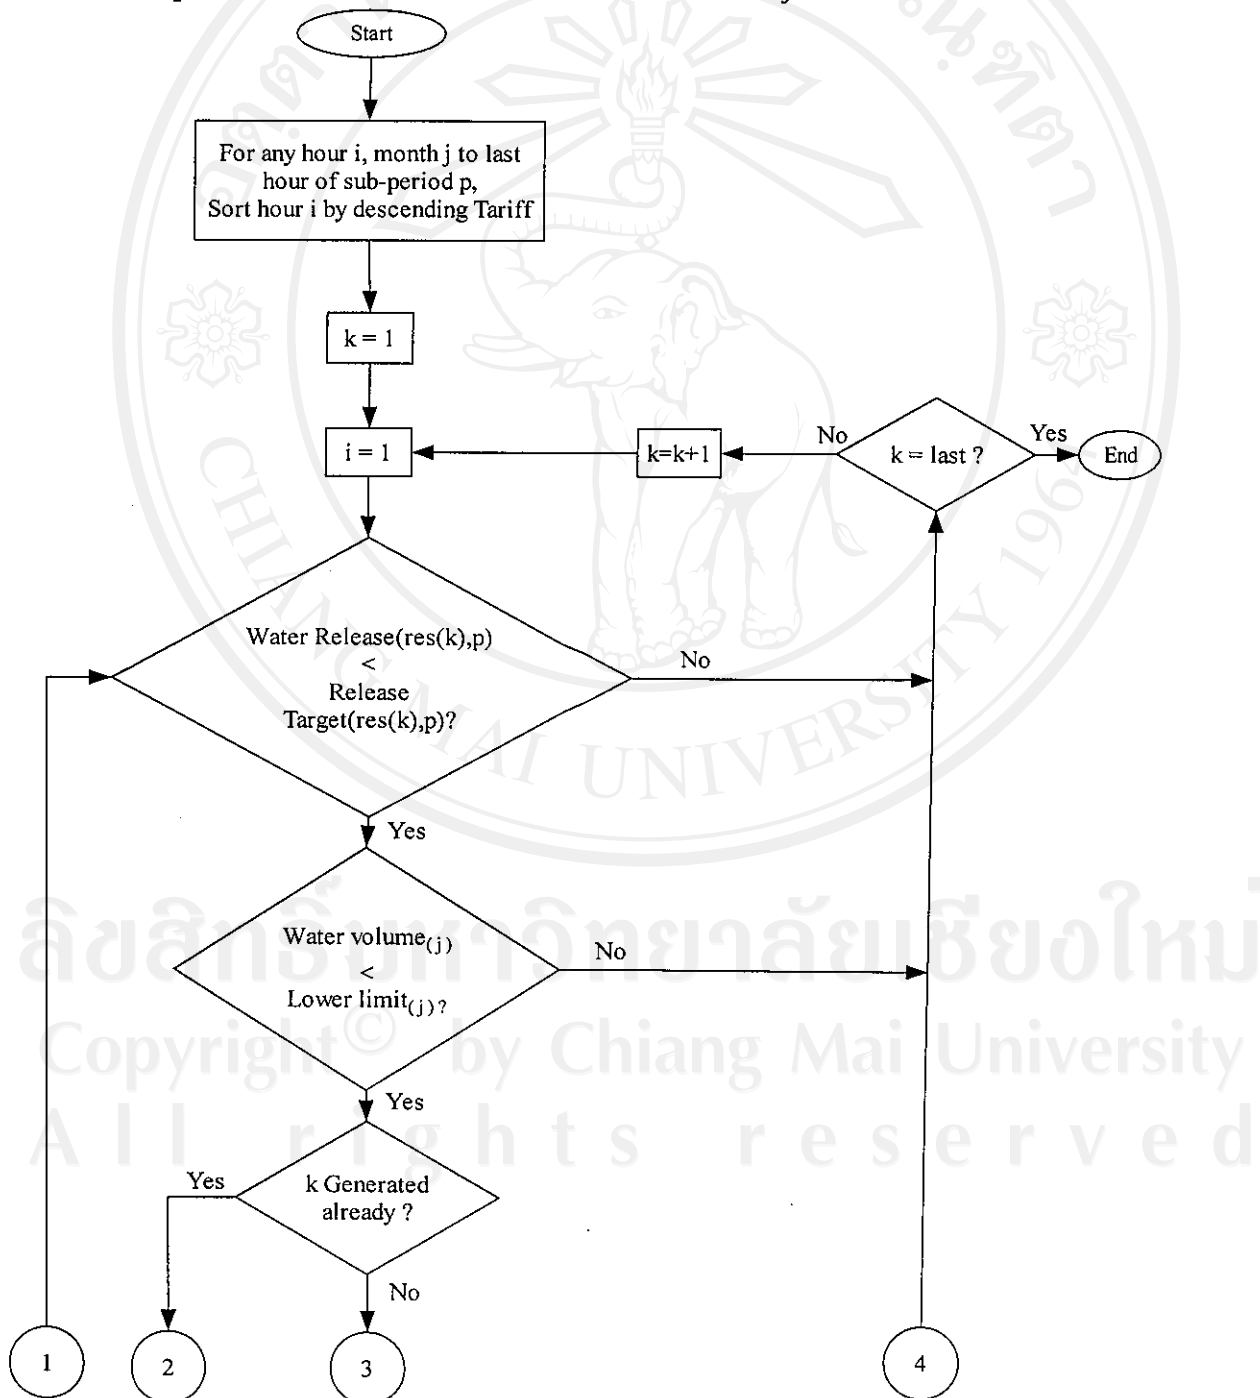 Start
For any hour i, month j to last
hour of sub-period p,
Sort hour i by descending Tariff
k = 1
i = 1
k=k+1
No
k = last ?
Yes
End
Water Release(res(k),p)
<
Release
Target(res(k),p)?
No
Yes
Water volume(j)
<
Lower limit(j)?
No
Yes
k Generated
already ?
Yes
No
1
2
3
4
CHIANG MAI UNIVERSITY 1964
ลิขสิทธิ์มหาวิทยาลัยเชียงใหม่
Copyright© by Chiang Mai University
All rights reserved